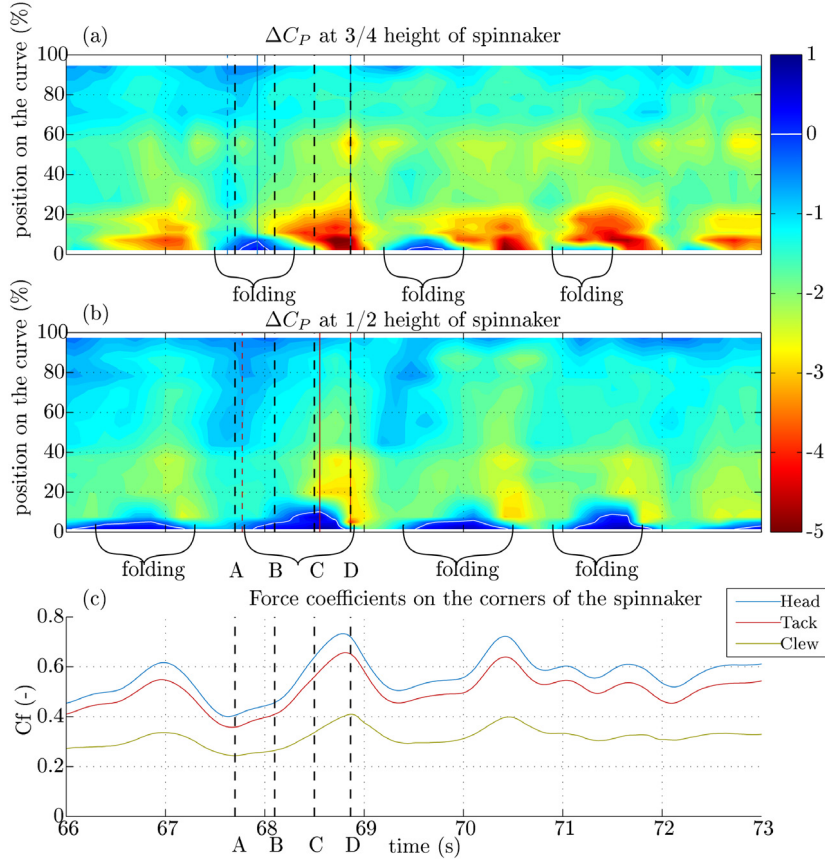 (a) ΔC_P at 3/4 height of spinnaker
position on the curve (%)
100
80
60
40
20
0
folding folding folding
1
0
-1
-2
-3
-4
-5
(b) ΔC_P at 1/2 height of spinnaker
position on the curve (%)
100
80
60
40
20
0
folding A B C D folding folding
(c) Force coefficients on the corners of the spinnaker
Head
Tack
Clew
Cf (-)
0.8
0.6
0.4
0.2
0
66 67 68 69 70 71 72 73
A B C D time (s)